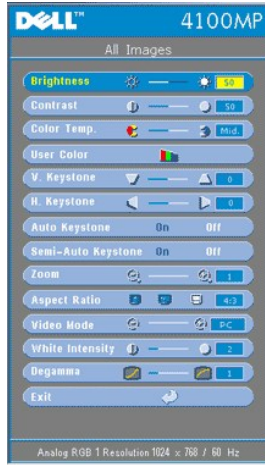 DELL™ 4100MP
All Images
Brightness 50
Contrast 50
Color Temp. Mid.
User Color
V. Keystone 0
H. Keystone 0
Auto Keystone On Off
Semi-Auto Keystone On Off
Zoom 1
Aspect Ratio 4:3
Video Mode PC
White Intensity 2
Degamma 1
Exit
Analog RGB 1 Resolution 1024 x 768 / 60 Hz